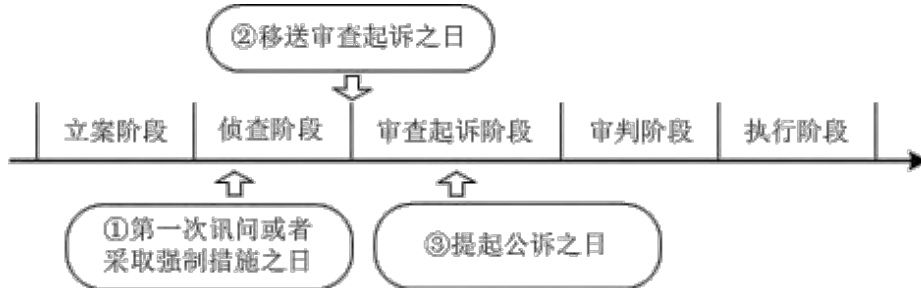 ②移送审查起诉之日
立案阶段 侦查阶段 审查起诉阶段 审判阶段 执行阶段
①第一次讯问或者
采取强制措施之日
③提起公诉之日